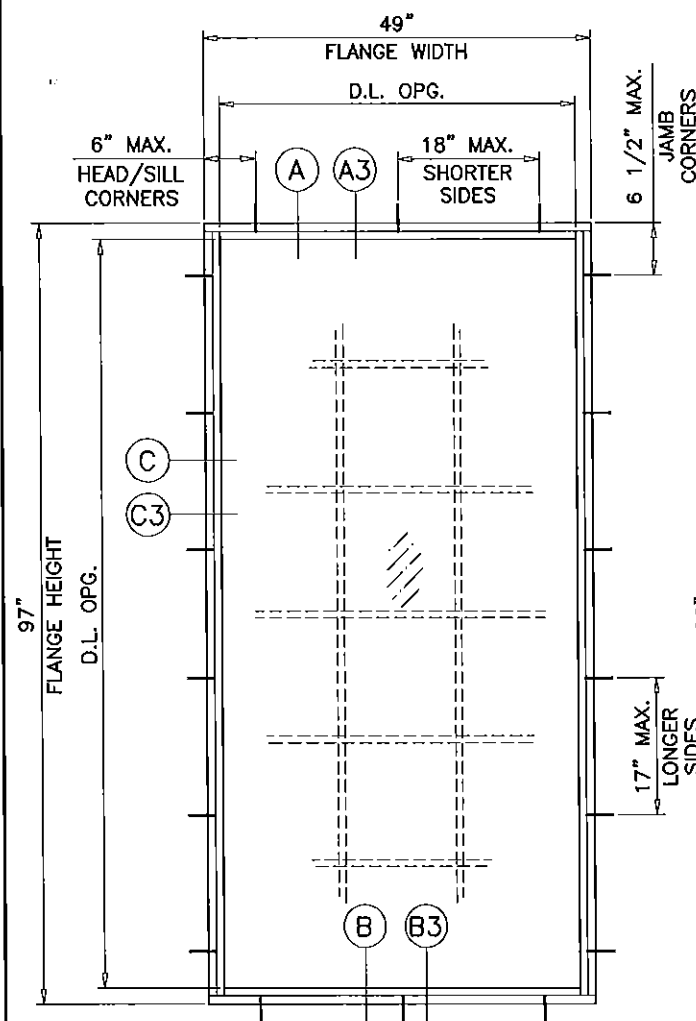 49"
FLANGE WIDTH
D.L. OPG.
6" MAX.
HEAD/SILL
CORNERS
A
A3
18" MAX.
SHORTER
SIDES
6 1/2" MAX.
JAMB
CORNERS
C
C3
97"
FLANGE HEIGHT
D.L. OPG.
17" MAX.
LONGER
SIDES
B
B3